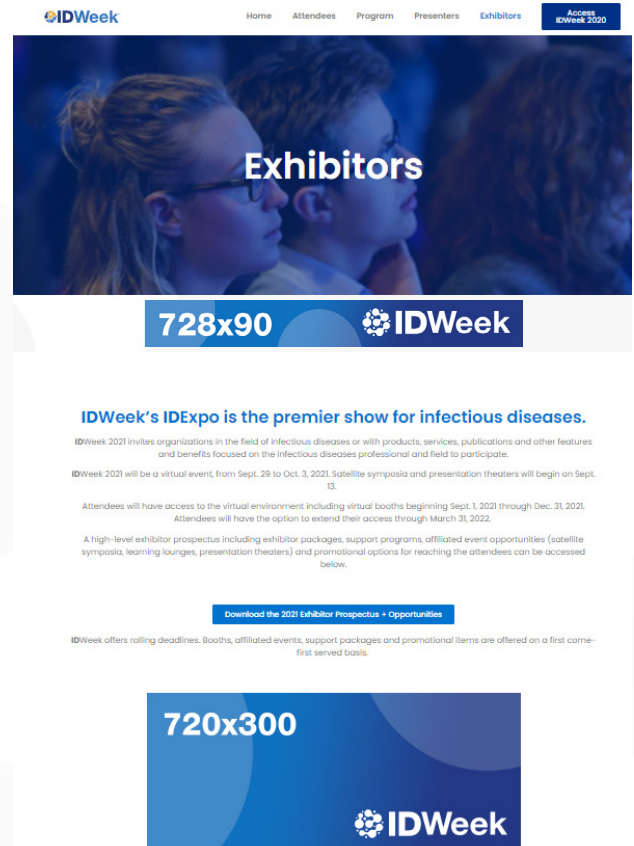 IDWeek
Home Attendees Program Presenters Exhibitors
Access
IDWeek 2020
Exhibitors
728x90 IDWeek
IDWeek's IDExpo is the premier show for infectious diseases.
IDWeek 2021 invites organizations in the field of infectious diseases or with products, services, publications and other features
and benefits focused on the infectious diseases professional and field to participate.
IDWeek 2021 will be a virtual event, from Sept. 29 to Oct. 3, 2021. Satellite symposia and presentation theaters will begin on Sept.
13.
Attendees will have access to the virtual environment including virtual booths beginning Sept. 1, 2021 through Dec. 31, 2021.
Attendees will have the option to extend their access through March 31, 2022.
A high-level exhibitor prospectus including exhibitor packages, support programs, affiliated event opportunities (satellite
symposia, learning lounges, presentation theaters) and promotional options for reaching the attendees can be accessed
below.
Download the 2021 Exhibitor Prospectus + Opportunities
IDWeek offers rolling deadlines. Booths, affiliated events, support packages and promotional items are offered on a first come-
first served basis.
720x300
IDWeek